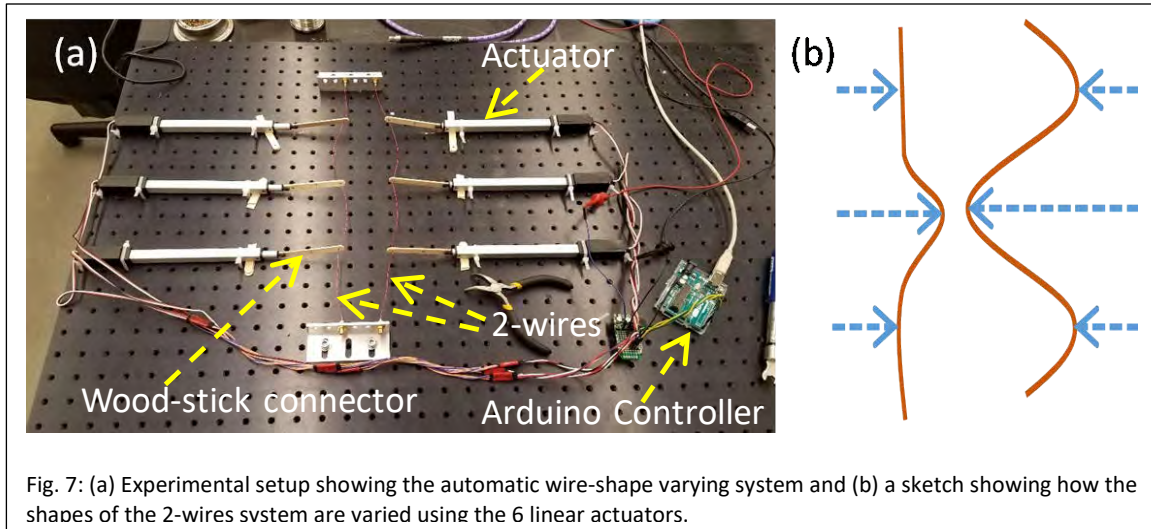 (a)
Actuator
2-wires
Wood-stick connector
Arduino Controller
(b)
Fig. 7: (a) Experimental setup showing the automatic wire-shape varying system and (b) a sketch showing how the
shapes of the 2-wires system are varied using the 6 linear actuators.